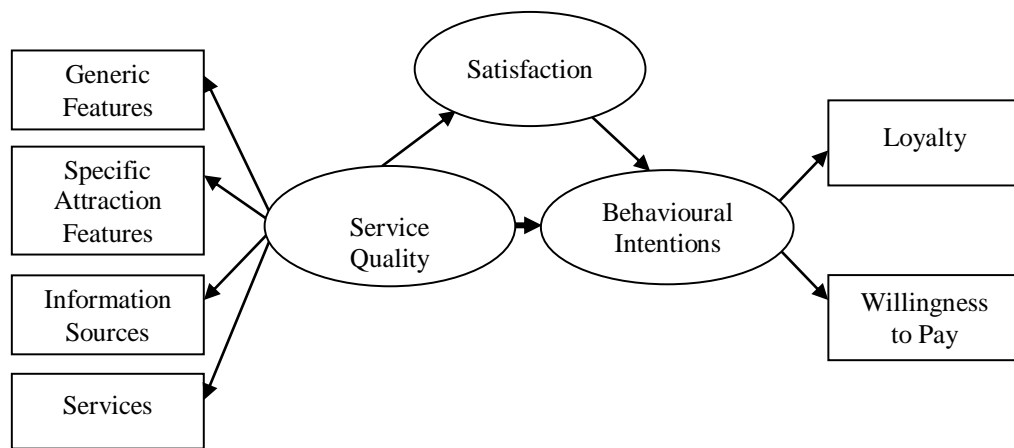 Generic
Features
Specific
Attraction
Features
Information
Sources
Services
Satisfaction
Service
Quality
Behavioural
Intentions
Loyalty
Willingness
to Pay